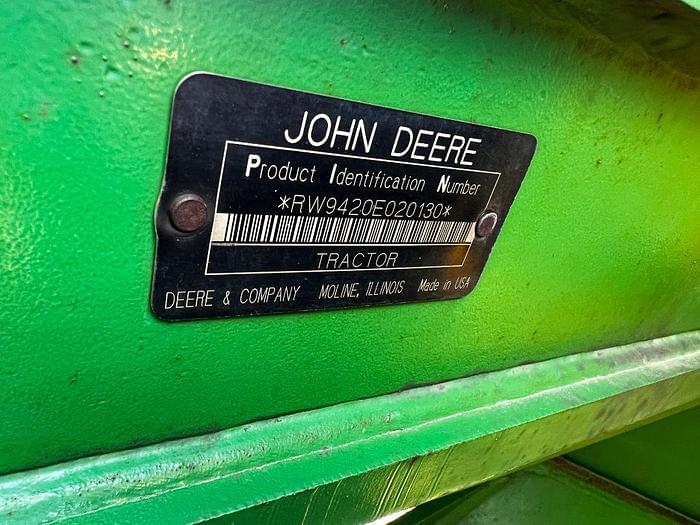 JOHN DEERE
Product Identification Number
*RW9420E020130*
TRACTOR
DEERE & COMPANY MOLINE, ILLINOIS Made in USA